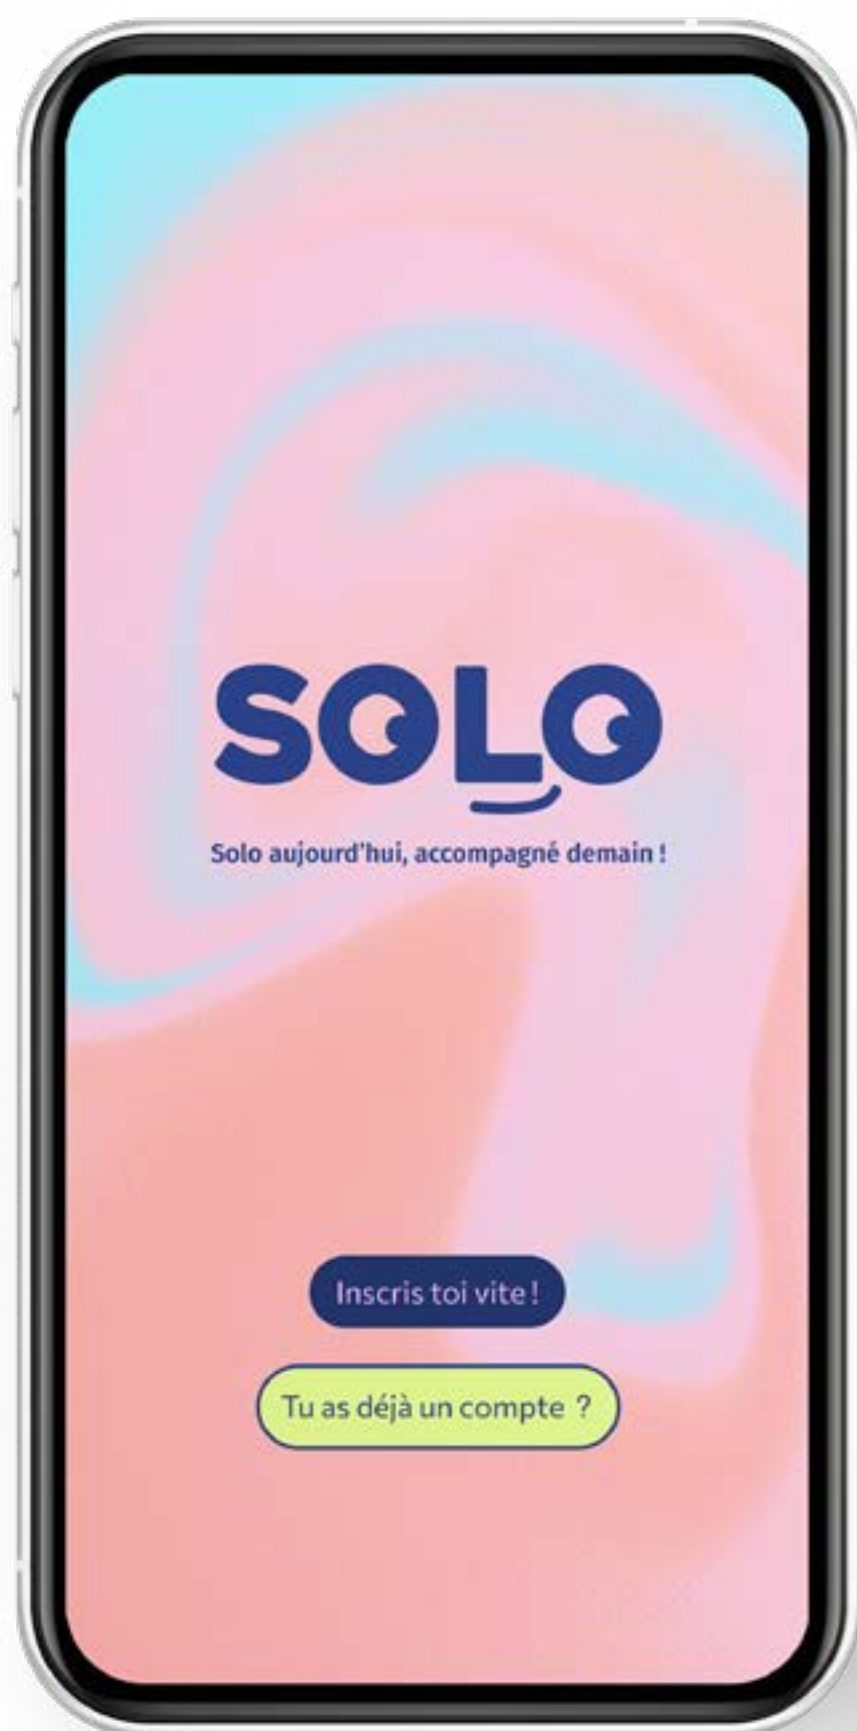 SOLO
Solo aujourd'hui, accompagné demain !
Inscris toi vite !
Tu as déjà un compte ?